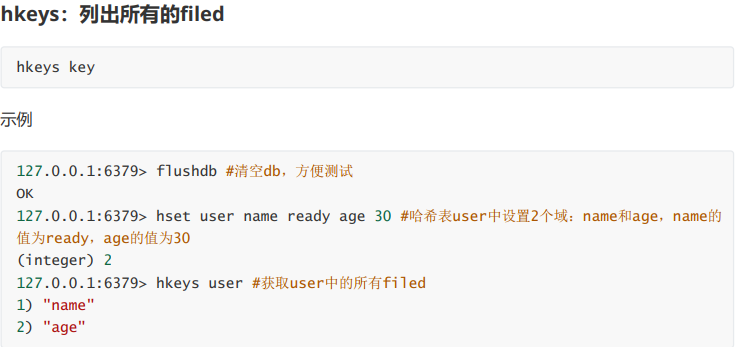 hkeys：列出所有的filed
hkeys key
示例
127.0.0.1:6379> flushdb #清空db，方便测试
OK
127.0.0.1:6379> hset user name ready age 30 #哈希表user中设置2个域：name和age，name的
值为ready，age的值为30
(integer) 2
127.0.0.1:6379> hkeys user #获取user中的所有filed
1) "name"
2) "age"